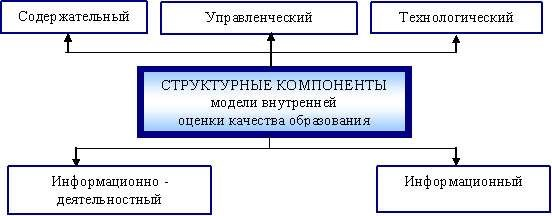 Содержательный
Управленческий
Технологический
СТРУКТУРНЫЕ КОМПОНЕНТЫ
модели внутренней
оценки качества образования
Информационно -
деятельностный
Информационный